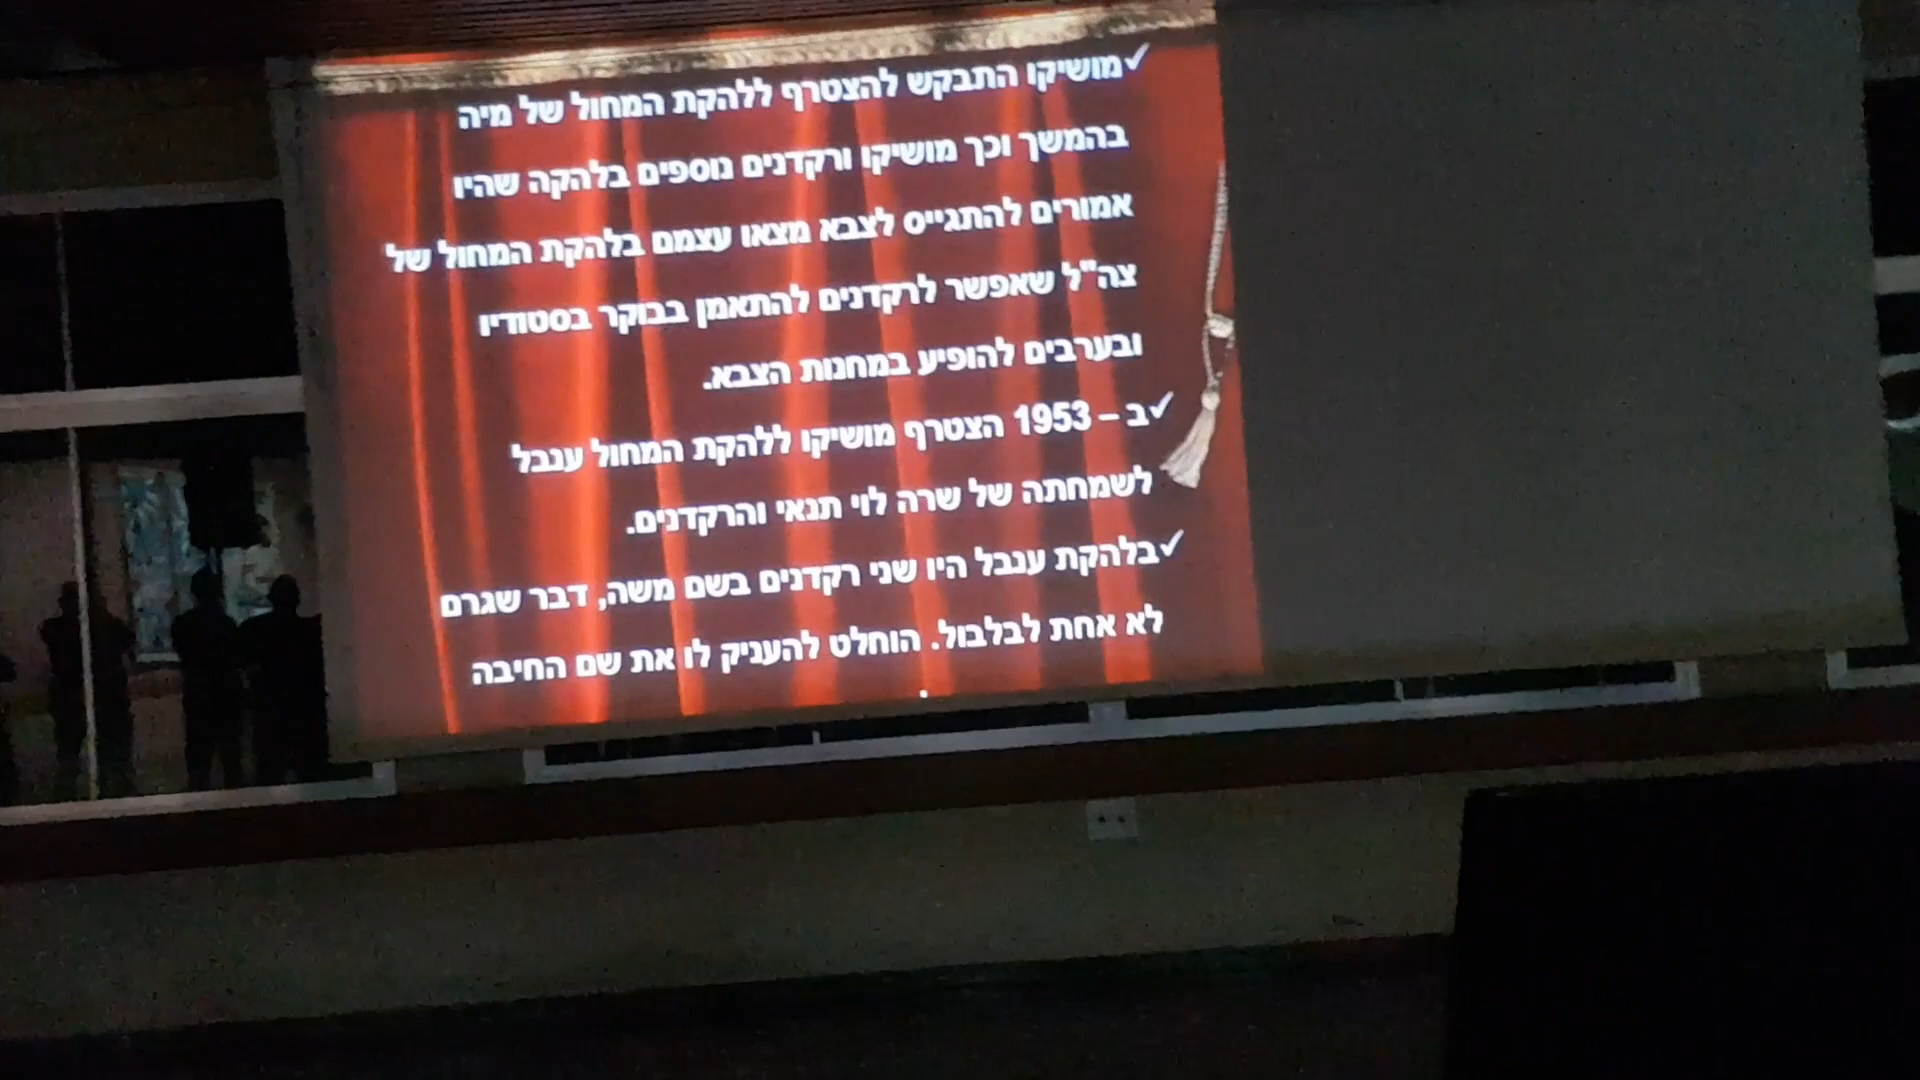 ✓מושיקו התבקש להצטרף ללהקת המחול של מיה
בהמשך וכך מושיקו ורקדנים נוספים בלהקה שהיו
אמורים להתגייס לצבא מצאו עצמם בלהקת המחול של
צה"ל שאפשר לרקדנים להתאמן בבוקר בסטודיו
ובערבים להופיע במחנות הצבא.
✓ב – 1953 הצטרף מושיקו ללהקת המחול ענבל
לשמחתה של שרה לוי תנאי והרקדנים.
✓בלהקת ענבל היו שני רקדנים בשם משה, דבר שגרם
לא אחת לבלבול. הוחלט להעניק לו את שם החיבה